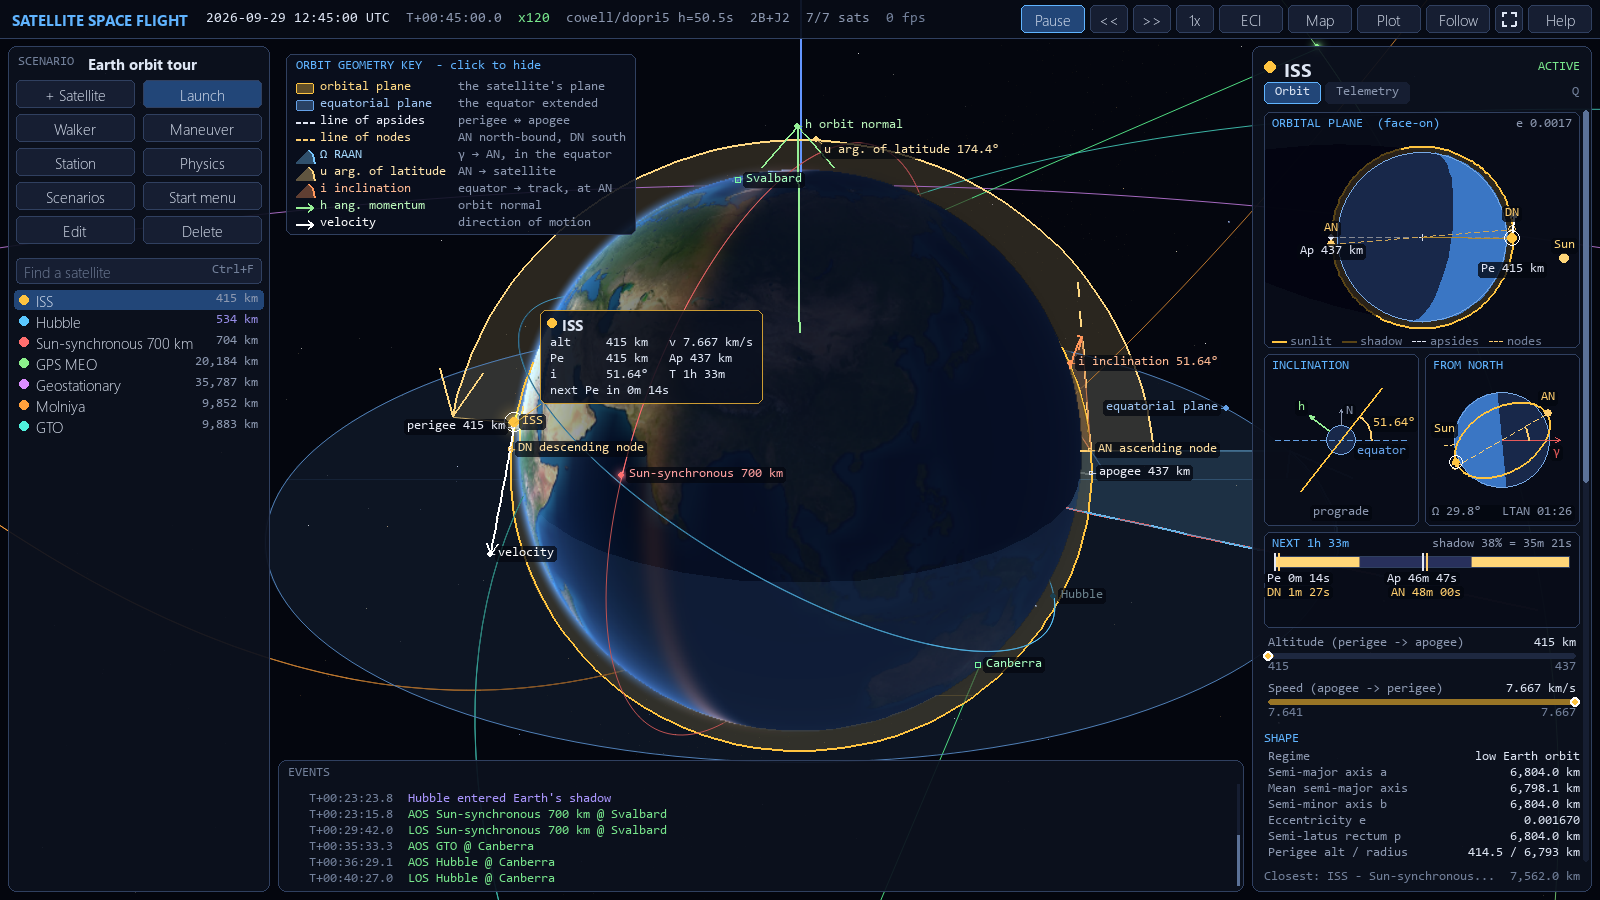 SATELLITE SPACE FLIGHT 2026-09-29 12:45:00 UTC T+00:45:00.0 x120 cowell/dopri5 h=50.5s 2B+J2 7/7 sats 0 fps Pause << >> 1x ECI Map Plot Follow Help
SCENARIO Earth orbit tour
+ Satellite Launch
Walker Maneuver
Station Physics
Scenarios Start menu
Edit Delete
Find a satellite Ctrl+F
ISS 415 km
Hubble 534 km
Sun-synchronous 700 km 704 km
GPS MEO 20,184 km
Geostationary 35,787 km
Molniya 9,852 km
GTO 9,883 km
ORBIT GEOMETRY KEY - click to hide
orbital plane the satellite's plane
equatorial plane the equator extended
line of apsides perigee ↔ apogee
line of nodes AN north-bound, DN south
Ω RAAN γ → AN, in the equator
u arg. of latitude AN → satellite
i inclination equator → track, at AN
h ang. momentum orbit normal
velocity direction of motion
h orbit normal
u arg. of latitude 174.4°
Svalbard
ISS
alt 415 km v 7.667 km/s
Pe 415 km Ap 437 km
i 51.64° T 1h 33m
next Pe in 0m 14s
i inclination 51.64°
equatorial plane
perigee 415 km
ISS
DN descending node
AN ascending node
apogee 437 km
Sun-synchronous 700 km
velocity
Hubble
Canberra
EVENTS
T+00:23:23.8 Hubble entered Earth's shadow
T+00:23:15.8 AOS Sun-synchronous 700 km @ Svalbard
T+00:29:42.0 LOS Sun-synchronous 700 km @ Svalbard
T+00:35:33.3 AOS GTO @ Canberra
T+00:36:29.1 AOS Hubble @ Canberra
T+00:40:27.0 LOS Hubble @ Canberra
ISS ACTIVE
Orbit Telemetry Q
ORBITAL PLANE (face-on) e 0.0017
DN
AN
Sun
Ap 437 km
Pe 415 km
sunlit shadow apsides nodes
INCLINATION
h
N
51.64°
equator
prograde
FROM NORTH
AN
Sun
γ
Ω 29.8° LTAN 01:26
NEXT 1h 33m shadow 38% = 35m 21s
Pe 0m 14s Ap 46m 47s
DN 1m 27s AN 48m 00s
Altitude (perigee -> apogee) 415 km
415 437
Speed (apogee -> perigee) 7.667 km/s
7.641 7.667
SHAPE
Regime low Earth orbit
Semi-major axis a 6,804.0 km
Mean semi-major axis 6,798.1 km
Semi-minor axis b 6,804.0 km
Eccentricity e 0.001670
Semi-latus rectum p 6,804.0 km
Perigee alt / radius 414.5 / 6,793 km
Closest: ISS - Sun-synchronous... 7,562.0 km